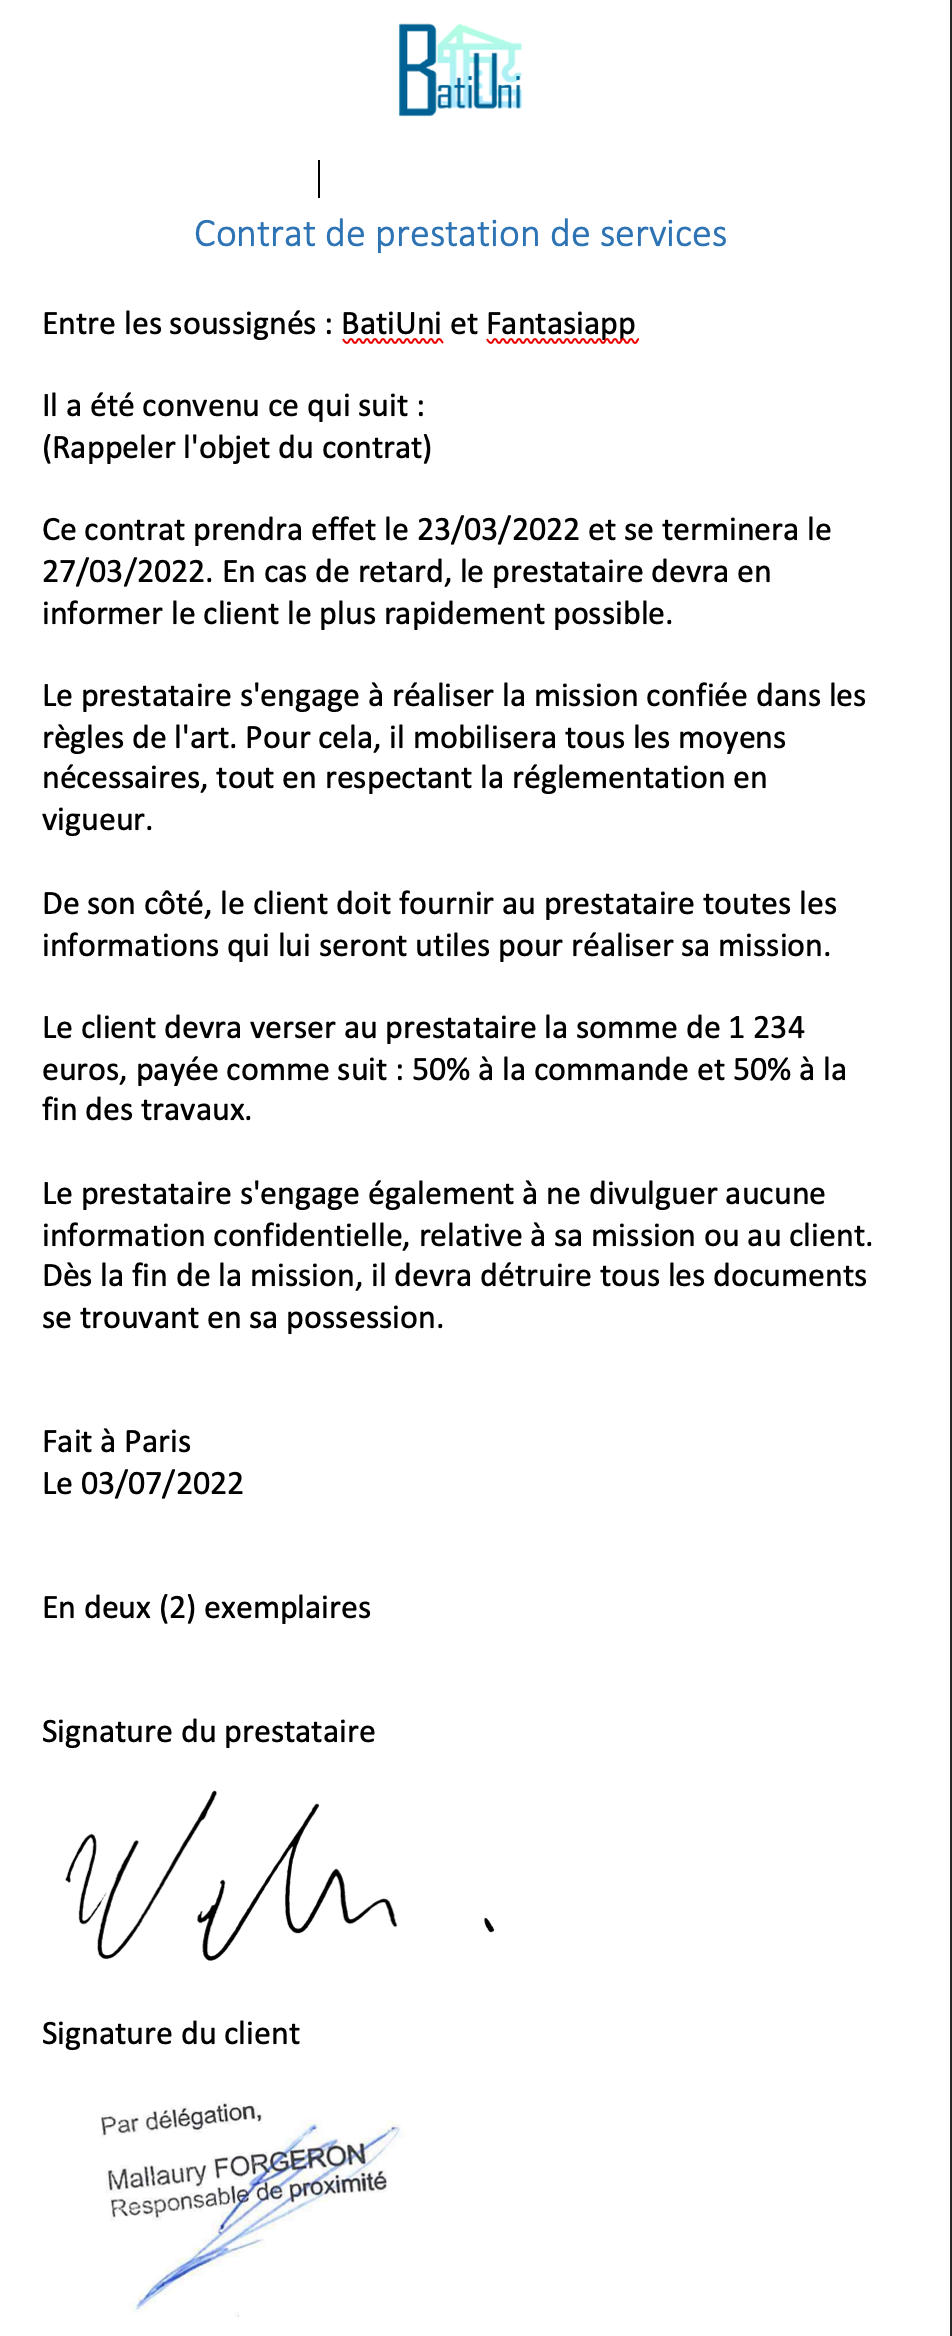 BatiUni
Contrat de prestation de services
Entre les soussignés : BatiUni et Fantasiapp
Il a été convenu ce qui suit :
(Rappeler l'objet du contrat)
Ce contrat prendra effet le 23/03/2022 et se terminera le
27/03/2022. En cas de retard, le prestataire devra en
informer le client le plus rapidement possible.
Le prestataire s'engage à réaliser la mission confiée dans les
règles de l'art. Pour cela, il mobilisera tous les moyens
nécessaires, tout en respectant la réglementation en
vigueur.
De son côté, le client doit fournir au prestataire toutes les
informations qui lui seront utiles pour réaliser sa mission.
Le client devra verser au prestataire la somme de 1 234
euros, payée comme suit : 50% à la commande et 50% à la
fin des travaux.
Le prestataire s'engage également à ne divulguer aucune
information confidentielle, relative à sa mission ou au client.
Dès la fin de la mission, il devra détruire tous les documents
se trouvant en sa possession.
Fait à Paris
Le 03/07/2022
En deux (2) exemplaires
Signature du prestataire
Signature du client
Par délégation,
Mallaury FORGERON
Responsable de proximité